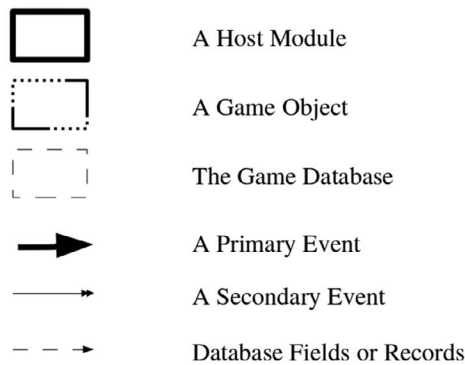 A Host Module
A Game Object
The Game Database
A Primary Event
A Secondary Event
Database Fields or Records